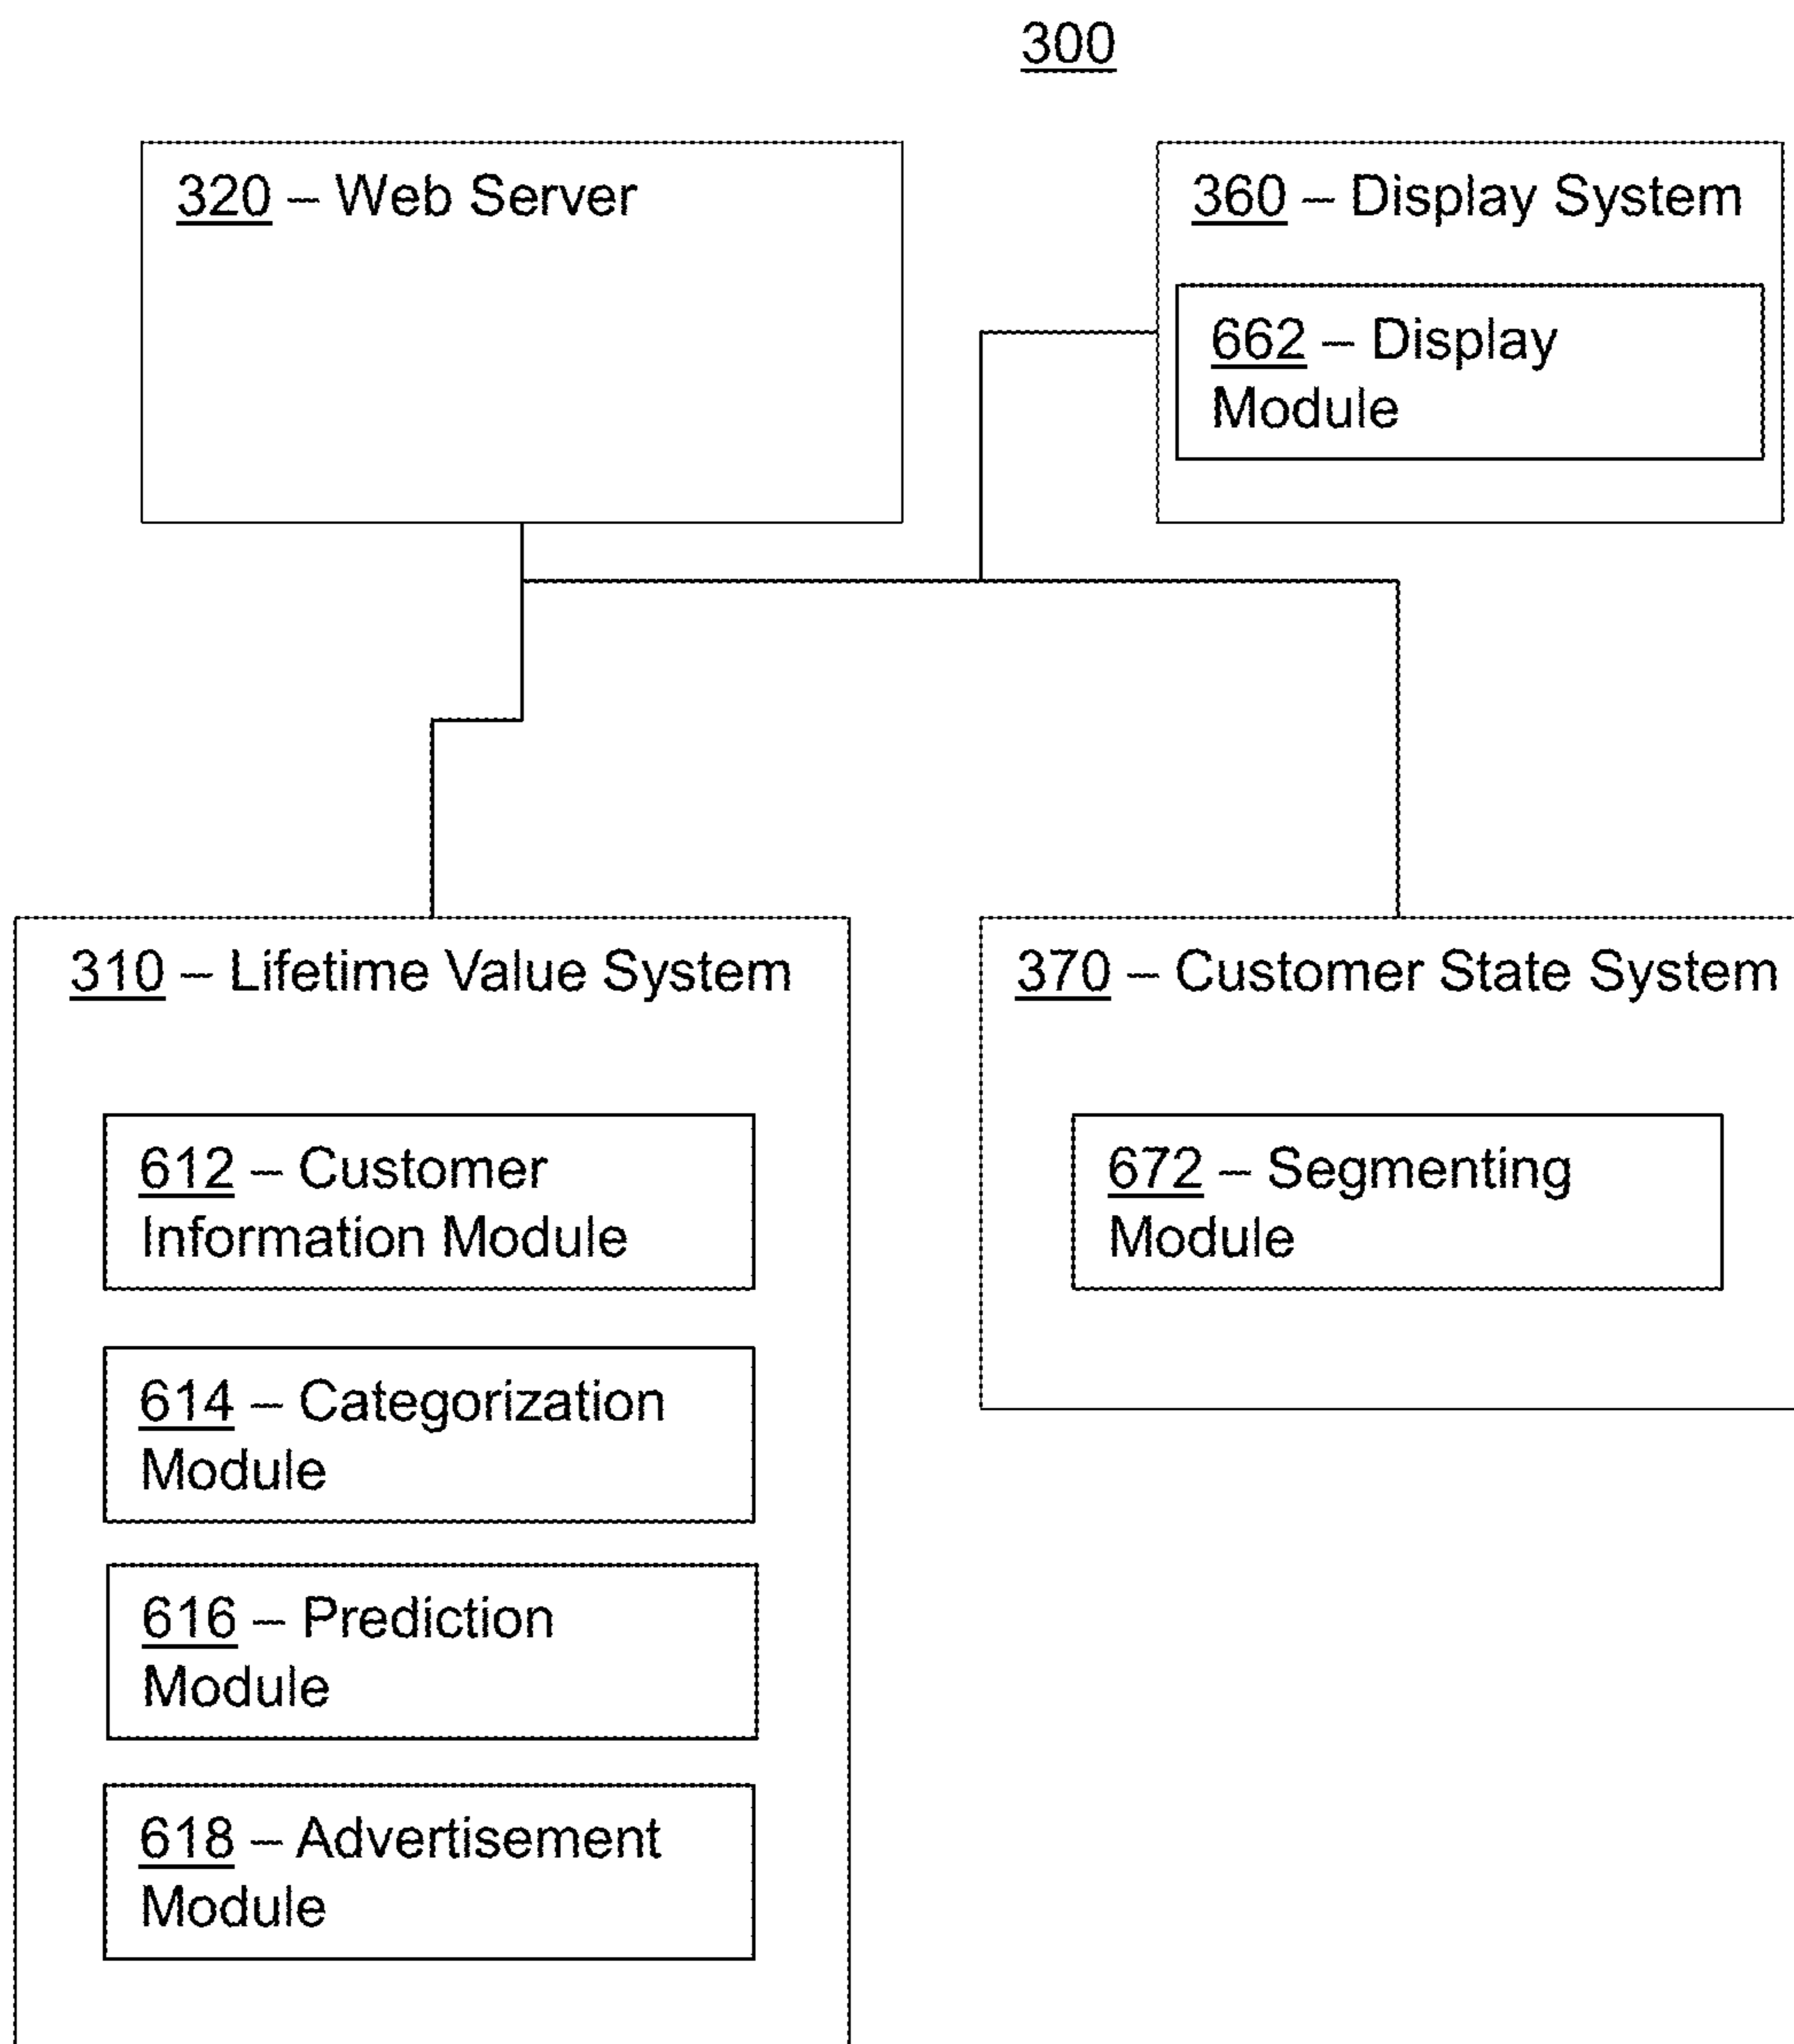 300
320 – Web Server
360 – Display System
662 – Display
Module
310 – Lifetime Value System
612 – Customer
Information Module
614 – Categorization
Module
616 – Prediction
Module
618 – Advertisement
Module
370 – Customer State System
672 – Segmenting
Module